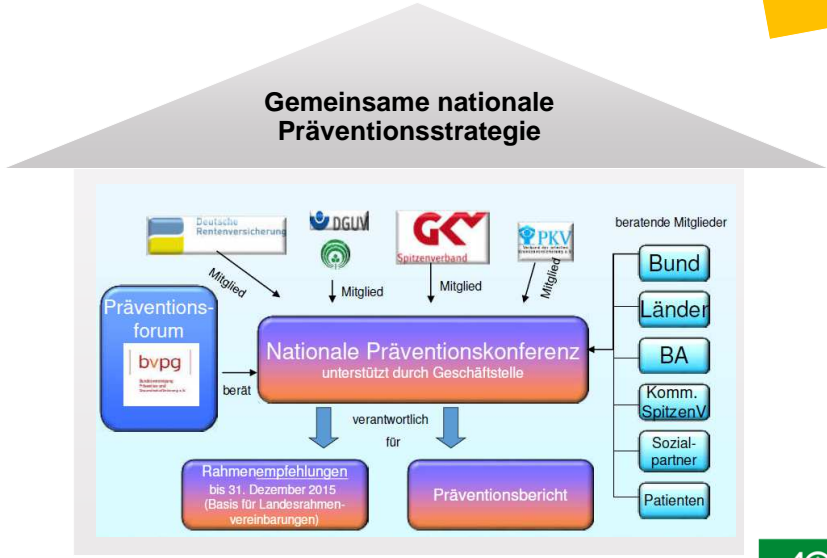 Gemeinsame nationale
Präventionsstrategie
Deutsche
Rentenversicherung
DGUV
GKV
Spitzenverband
PKV
beratende Mitglieder
Mitglied
Mitglied
Mitglied
Mitglied
Präventions-
forum
bvpg
berät
Nationale Präventionskonferenz
unterstützt durch Geschäftstelle
Bund
Länder
BA
Komm.
SpitzenV
Sozial-
partner
Patienten
verantwortlich
für
Rahmenempfehlungen
bis 31. Dezember 2015
(Basis für Landesrahmen-
vereinbarungen)
Präventionsbericht